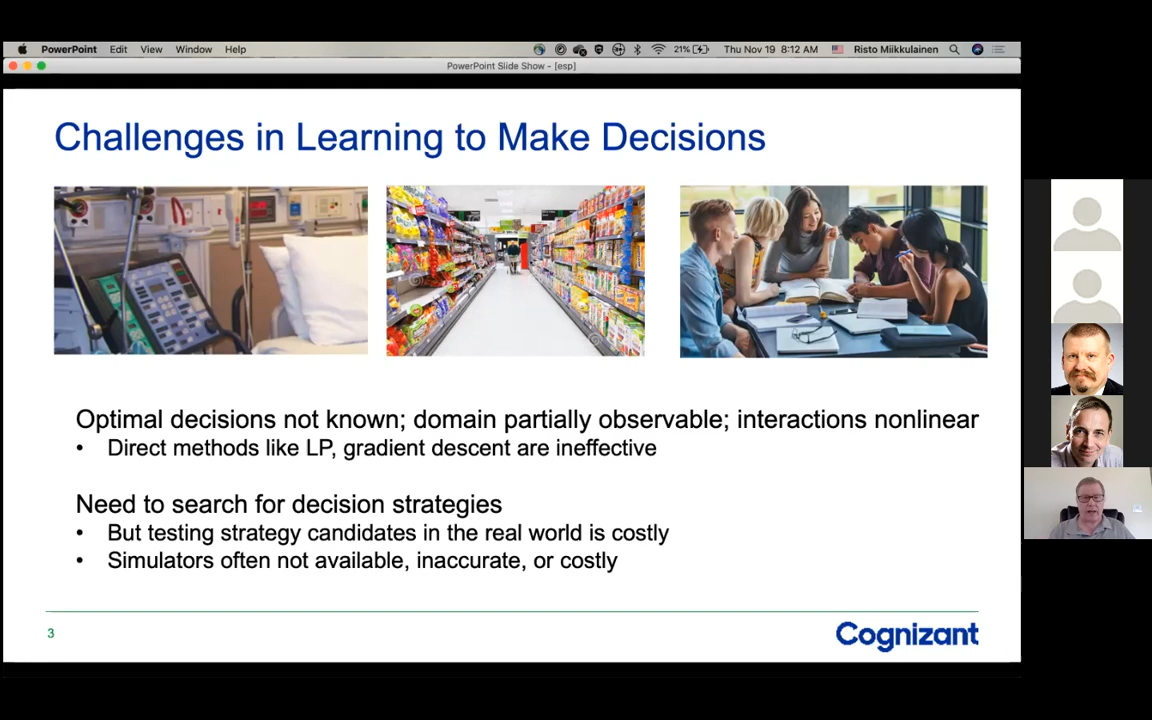 PowerPoint Edit View Window Help 21% Thu Nov 19 8:12 AM Risto Miikkulainen
PowerPoint Slide Show - [esp]
Challenges in Learning to Make Decisions
Optimal decisions not known; domain partially observable; interactions nonlinear
• Direct methods like LP, gradient descent are ineffective
Need to search for decision strategies
• But testing strategy candidates in the real world is costly
• Simulators often not available, inaccurate, or costly
3
Cognizant